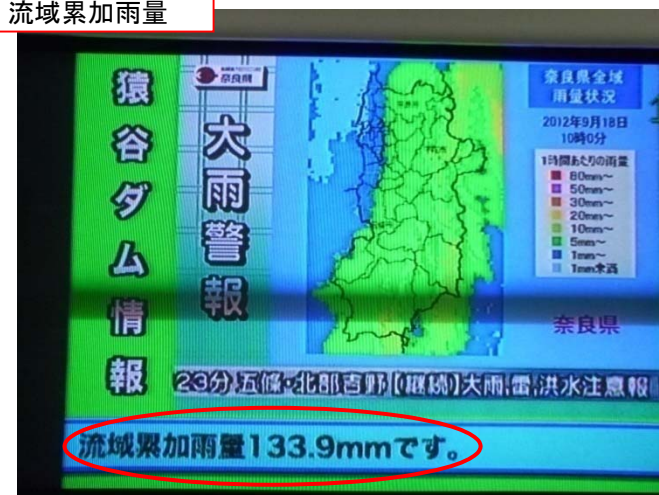 流域累加雨量
猿谷ダム情報
奈良県
大雨警報
奈良県全域
雨量状況
2012年9月18日
10時0分
1時間あたりの雨量
80mm~
50mm~
30mm~
20mm~
10mm~
5mm~
1mm~
1mm未満
奈良県
23分 五條・北部吉野【継続】大雨,雷,洪水注意報
流域累加雨量133.9mmです。